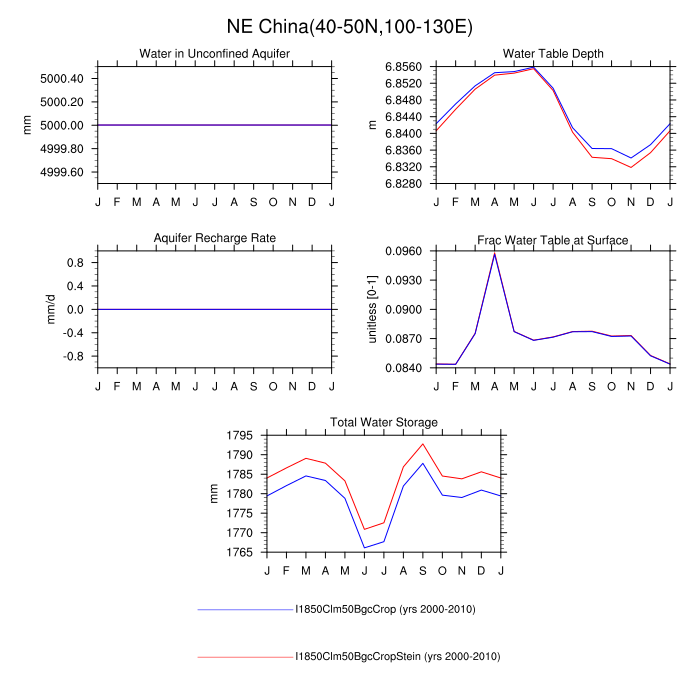 NE China(40-50N,100-130E)
Water in Unconfined Aquifer
mm
5000.40
5000.20
5000.00
4999.80
4999.60
J F M A M J J A S O N D J
Water Table Depth
m
6.8560
6.8520
6.8480
6.8440
6.8400
6.8360
6.8320
6.8280
J F M A M J J A S O N D J
Aquifer Recharge Rate
mm/d
0.8
0.4
0.0
-0.4
-0.8
J F M A M J J A S O N D J
Frac Water Table at Surface
unitless [0-1]
0.0960
0.0930
0.0900
0.0870
0.0840
J F M A M J J A S O N D J
Total Water Storage
mm
1795
1790
1785
1780
1775
1770
1765
J F M A M J J A S O N D J
I1850Clm50BgcCrop (yrs 2000-2010)
I1850Clm50BgcCropStein (yrs 2000-2010)